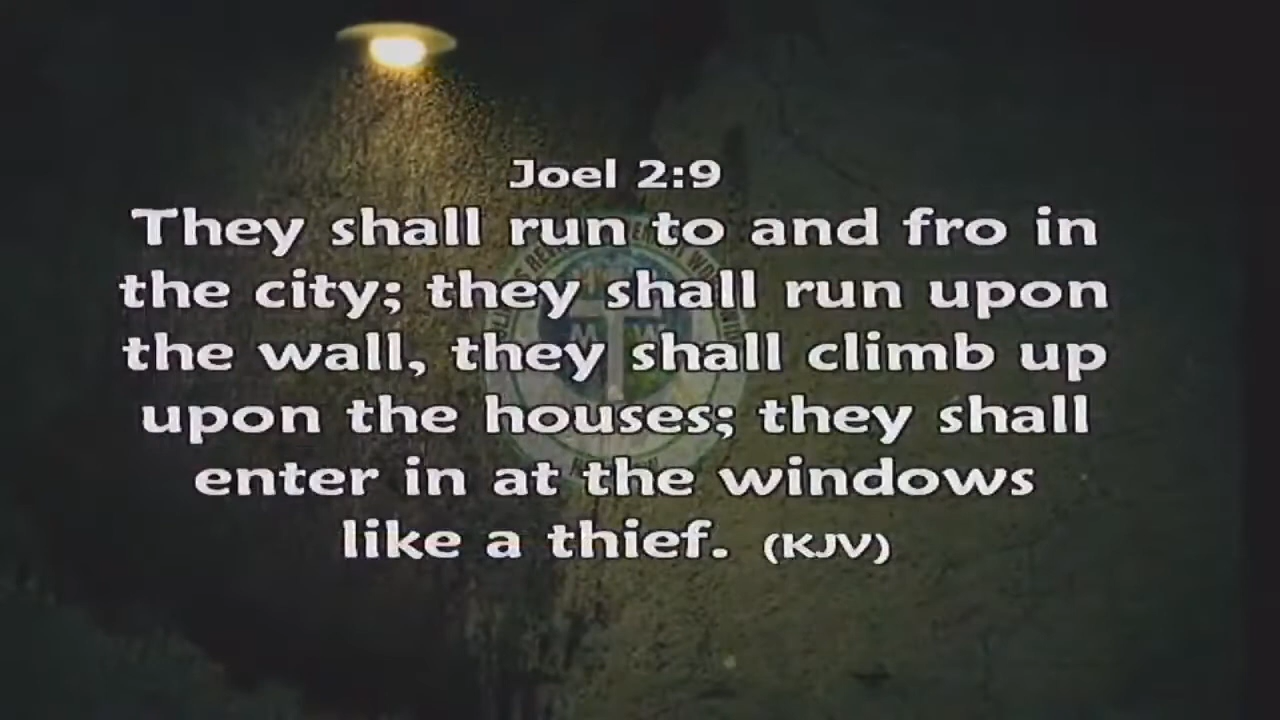 Joel 2:9
They shall run to and fro in
the city; they shall run upon
the wall, they shall climb up
upon the houses; they shall
enter in at the windows
like a thief. (KJV)